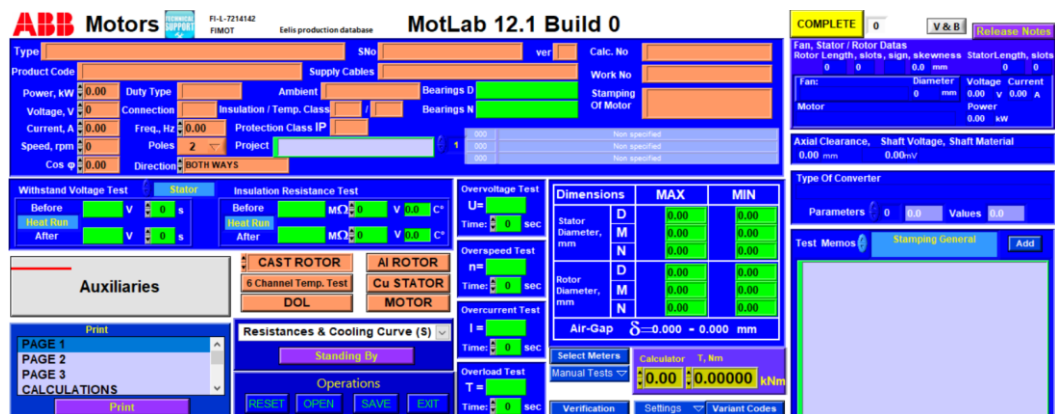 ABB Motors TECHNICAL SUPPORT FI-L-7214142 FIMOT Eelis production database MotLab 12.1 Build 0
COMPLETE 0 V & B Release Notes
Type SNo ver Calc. No
Product Code Supply Cables Work No
Power, kW 0.00 Duty Type Ambient Bearings D Stamping Of Motor
Voltage, V 0 Connection Insulation / Temp. Class / Bearings N
Current, A 0.00 Freq., Hz 0.00 Protection Class IP
Speed, rpm 0 Poles 2 Project 1
Cos φ 0.00 Direction BOTH WAYS
000 Non specified
000 Non specified
000 Non specified
Fan, Stator / Rotor Datas
Rotor Length, slots, sign, skewness StatorLength, slots
0 0 0.0 mm 0 0
Fan: Diameter Voltage Current
0 mm 0.00 V 0.00 A
Motor Power
0.00 kW
Axial Clearance, Shaft Voltage, Shaft Material
0.00 mm 0.00mV
Type Of Converter
Parameters 0 0.0 Values 0.0
Test Memos Stamping General Add
Withstand Voltage Test Stator
Before V 0 s
Heat Run
After V 0 s
Insulation Resistance Test
Before MΩ 0 V 0.0 C°
Heat Run
After MΩ 0 V 0.0 C°
Overvoltage Test
U=
Time: 0 sec
Overspeed Test
n=
Time: 0 sec
Overcurrent Test
I =
Time: 0 sec
Overload Test
T =
Time: 0 sec
Dimensions MAX MIN
Stator Diameter, mm
D 0.00 0.00
M 0.00 0.00
N 0.00 0.00
Rotor Diameter, mm
D 0.00 0.00
M 0.00 0.00
N 0.00 0.00
Air-Gap δ=0.000 - 0.000 mm
Auxiliaries
CAST ROTOR Al ROTOR
6 Channel Temp. Test Cu STATOR
DOL MOTOR
Print
PAGE 1
PAGE 2
PAGE 3
CALCULATIONS
Print
Resistances & Cooling Curve (S)
Standing By
Operations
RESET OPEN SAVE EXIT
Select Meters
Manual Tests
Calculator T, Nm
0.00 0.00000 kNm
Verification Settings Variant Codes